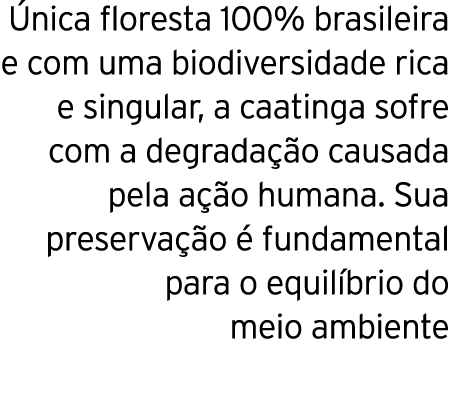 Única floresta 100% brasileira
e com uma biodiversidade rica
e singular, a caatinga sofre
com a degradação causada
pela ação humana. Sua
preservação é fundamental
para o equilíbrio do
meio ambiente